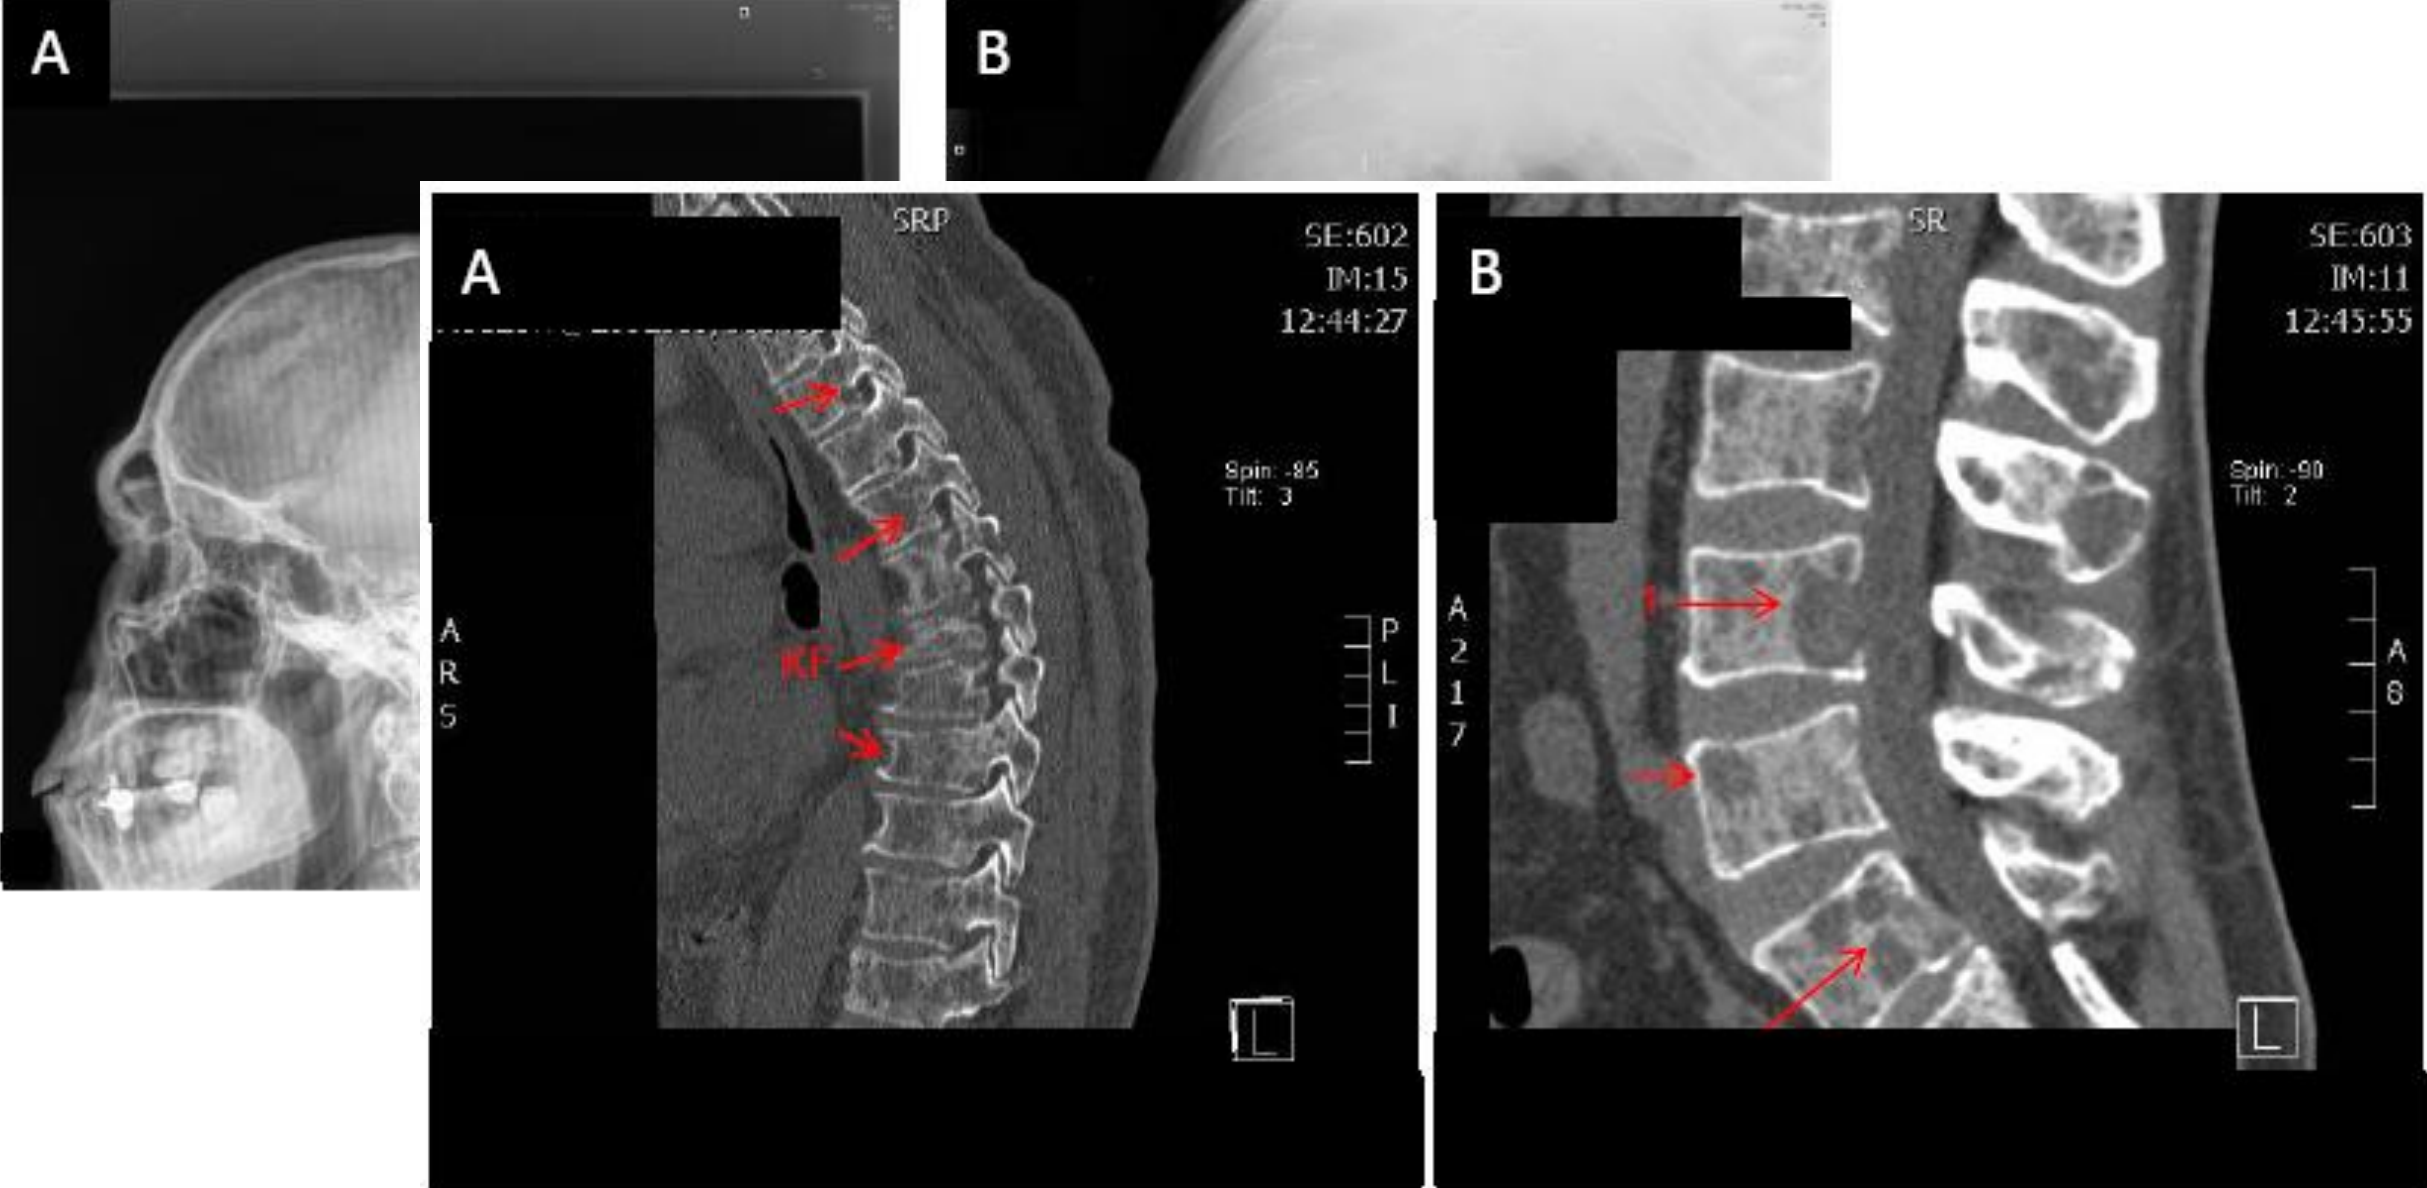 A
B
A
SRP
SE:602
IM:15
12:44:27
Spin: -85
Tilt: 3
A
R
S
KF
P
L
I
L
B
SR
SE:603
IM:11
12:45:55
Spin: -90
Tilt: 2
A
2
1
7
A
8
L